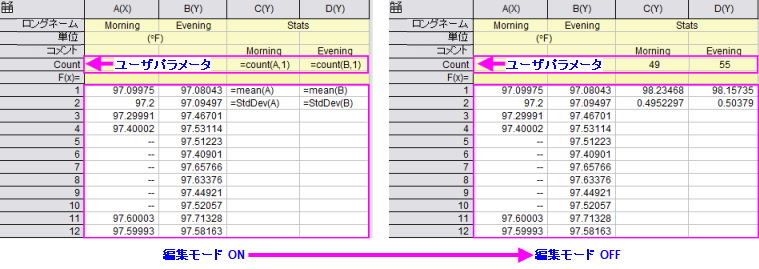 A(X) B(Y) C(Y) D(Y)
ロングネーム Morning Evening Stats
単位 (°F)
コメント Morning Evening
Count ユーザパラメータ =count(A,1) =count(B,1)
F(x)=
1 97.09975 97.08043 =mean(A) =mean(B)
2 97.2 97.09497 =StdDev(A) =StdDev(B)
3 97.29991 97.46701
4 97.40002 97.53114
5 -- 97.51223
6 -- 97.40901
7 -- 97.65766
8 -- 97.63376
9 -- 97.44921
10 -- 97.52057
11 97.60003 97.71328
12 97.59993 97.58163
編集モード ON
A(X) B(Y) C(Y) D(Y)
ロングネーム Morning Evening Stats
単位 (°F)
コメント Morning Evening
Count ユーザパラメータ 49 55
F(x)=
1 97.09975 97.08043 98.23468 98.15735
2 97.2 97.09497 0.4952297 0.50379
3 97.29991 97.46701
4 97.40002 97.53114
5 -- 97.51223
6 -- 97.40901
7 -- 97.65766
8 -- 97.63376
9 -- 97.44921
10 -- 97.52057
11 97.60003 97.71328
12 97.59993 97.58163
編集モード OFF